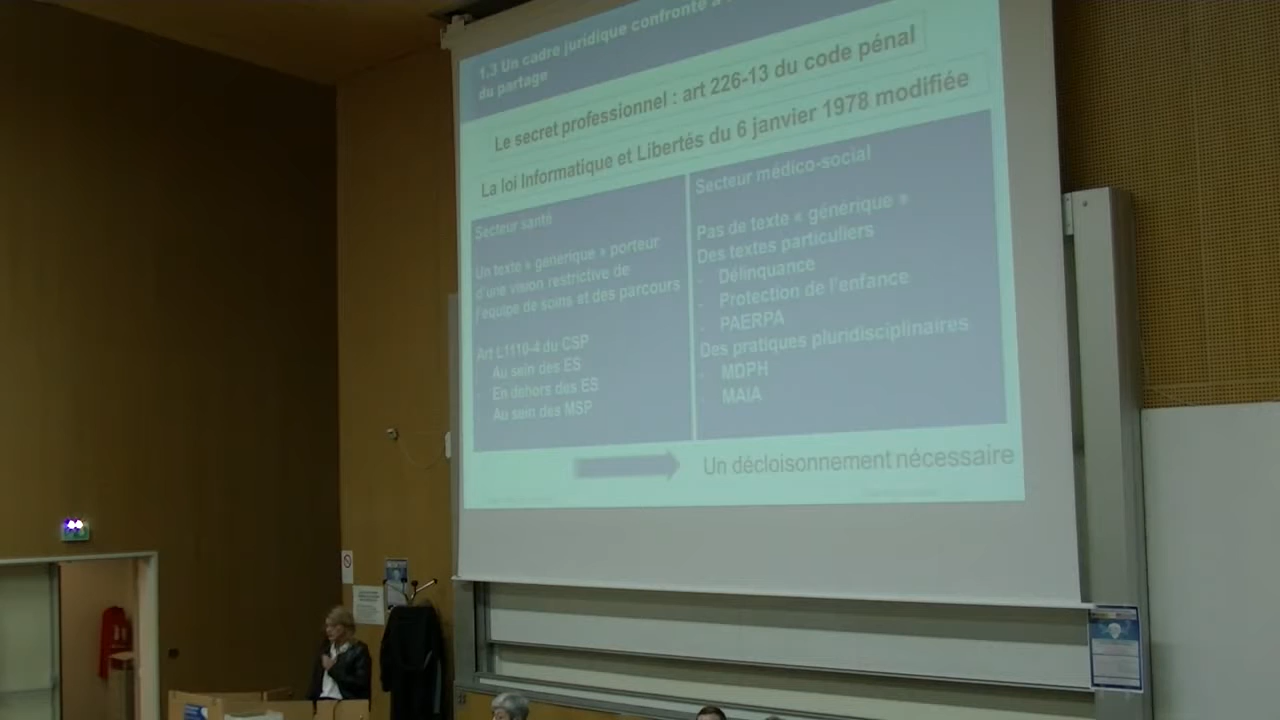 1.3 Un cadre juridique confronté à
du partage
Le secret professionnel : art 226-13 du code pénal
La loi Informatique et Libertés du 6 janvier 1978 modifiée
Secteur santé
Un texte « générique » porteur
d'une vision restrictive de
l'équipe de soins et des parcours
Art L1110-4 du CSP
- Au sein des ES
- En dehors des ES
- Au sein des MSP
Secteur médico-social
Pas de texte « générique »
Des textes particuliers
- Délinquance
- Protection de l'enfance
- PAERPA
Des pratiques pluridisciplinaires
- MDPH
- MAIA
Un décloisonnement nécessaire